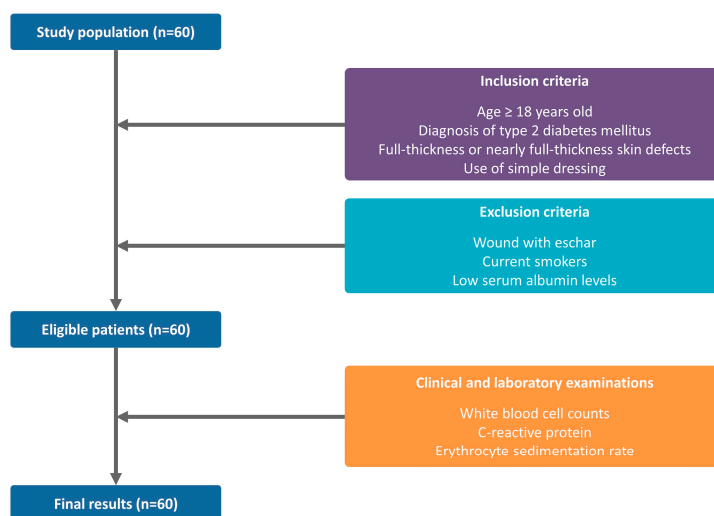 Study population (n=60)
Inclusion criteria
Age ≥ 18 years old
Diagnosis of type 2 diabetes mellitus
Full-thickness or nearly full-thickness skin defects
Use of simple dressing
Exclusion criteria
Wound with eschar
Current smokers
Low serum albumin levels
Eligible patients (n=60)
Clinical and laboratory examinations
White blood cell counts
C-reactive protein
Erythrocyte sedimentation rate
Final results (n=60)